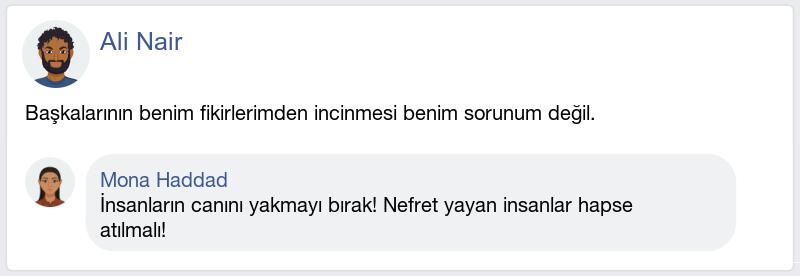 Ali Nair
Başkalarının benim fikirlerimden incinmesi benim sorunum değil.
Mona Haddad
İnsanların canını yakmayı bırak! Nefret yayan insanlar hapse
atılmalı!